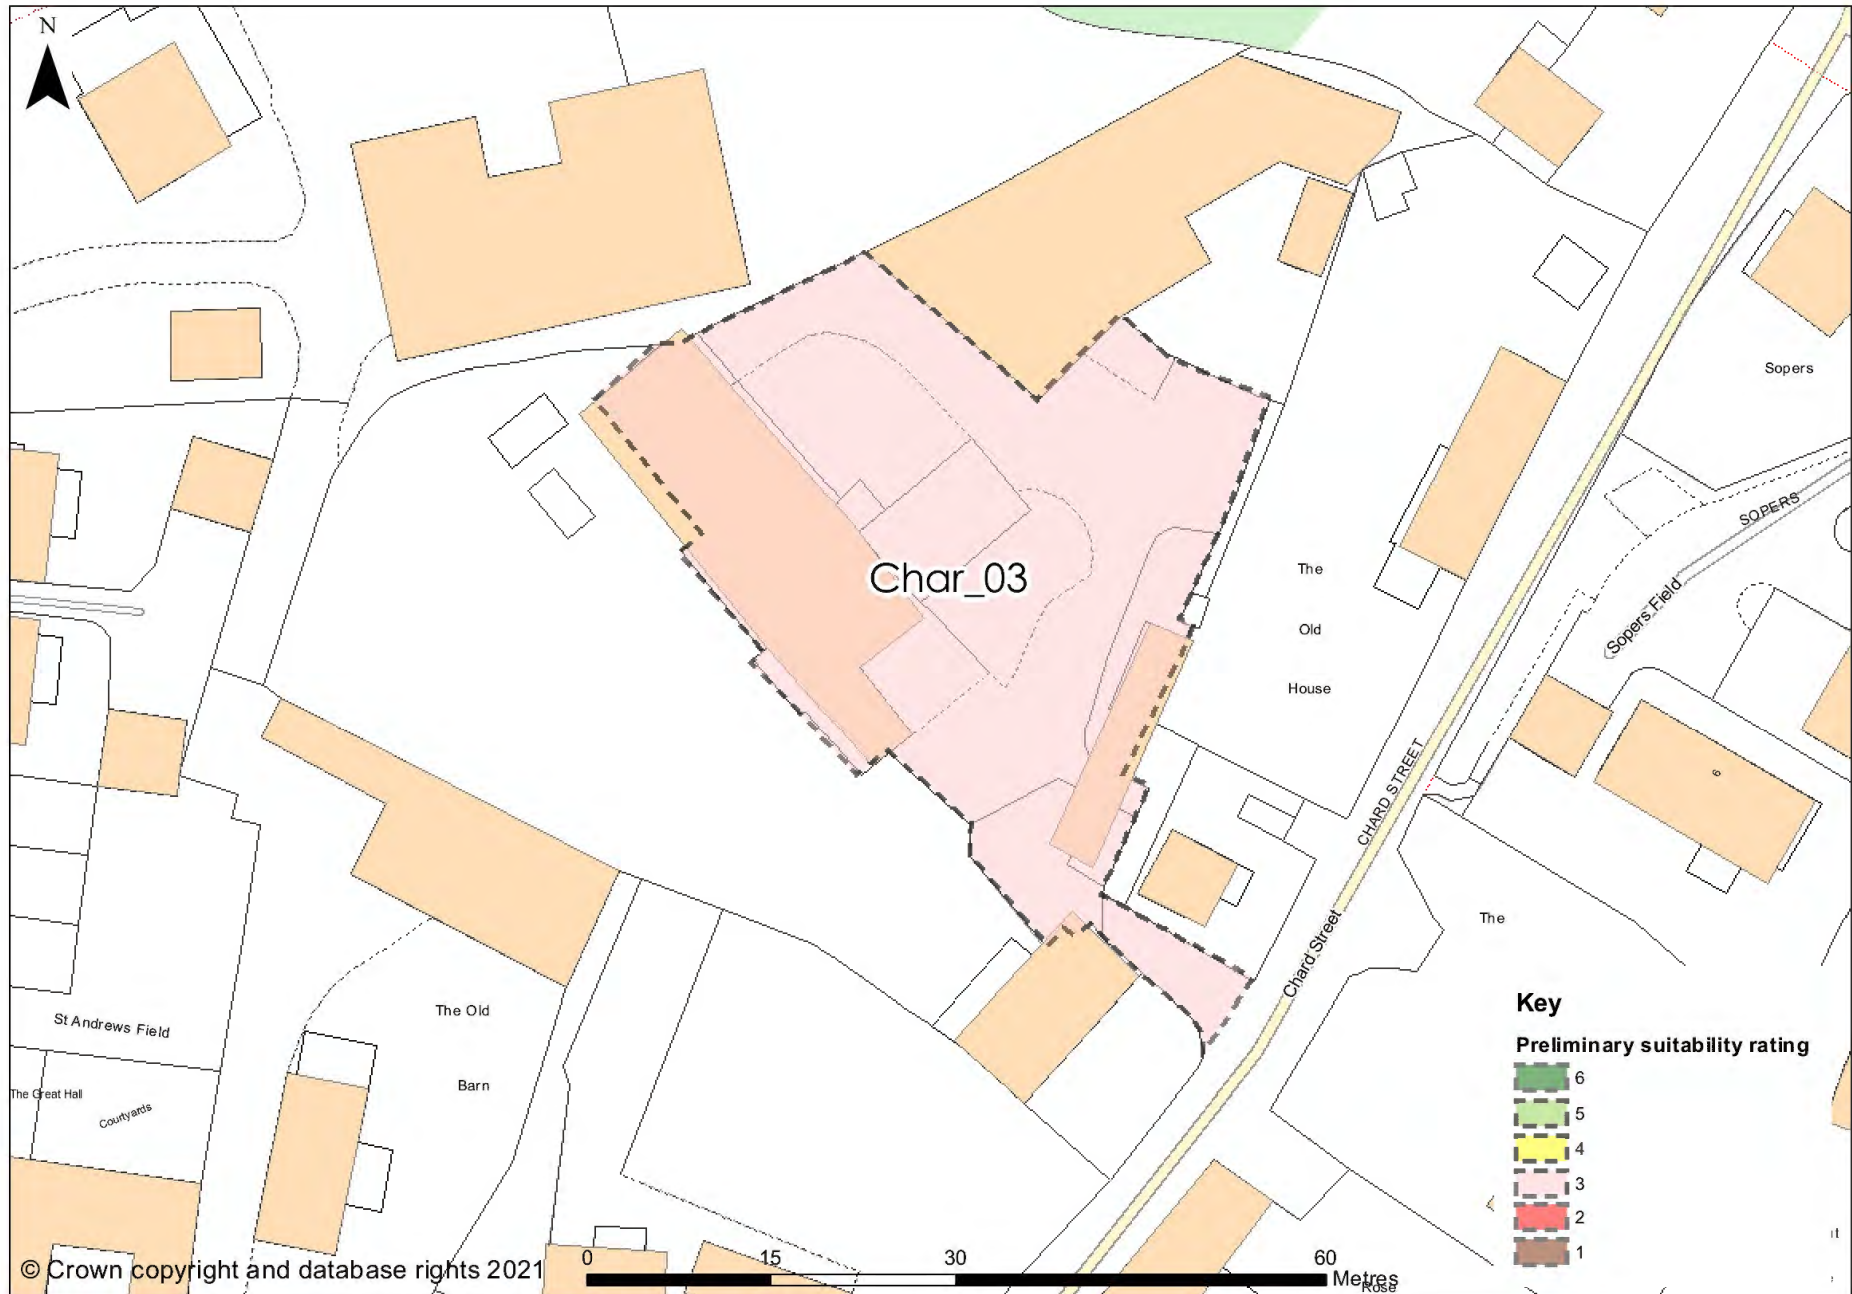 N
Sopers
SOPERS
Sopers Field
Char_03
The
Old
House
6
CHARD STREET
Chard Street
The
The Old
Barn
St Andrews Field
The Great Hall
Courtyards
Key
Preliminary suitability rating
6
5
4
3
2
1
© Crown copyright and database rights 2021
0 15 30 60
Metres
Rose